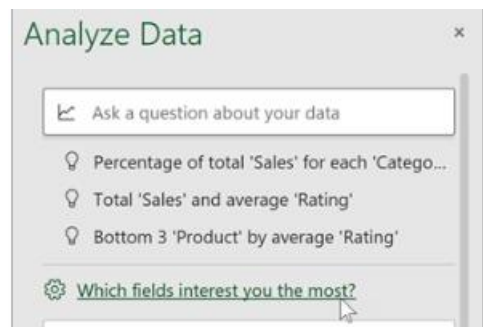 Analyze Data
Ask a question about your data
Percentage of total 'Sales' for each 'Catego...
Total 'Sales' and average 'Rating'
Bottom 3 'Product' by average 'Rating'
Which fields interest you the most?